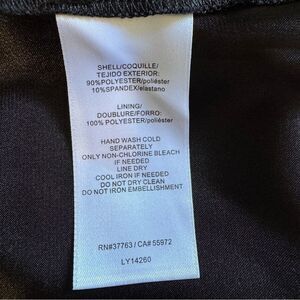 SHELL/COQUILLE/
TEJIDO EXTERIOR:
90%POLYESTER/poliéster
10%SPANDEX/elastano
LINING/
DOUBLURE/FORRO:
100% POLYESTER/poliéster
HAND WASH COLD
SEPARATELY
ONLY NON-CHLORINE BLEACH
IF NEEDED
LINE DRY
COOL IRON IF NEEDED
DO NOT DRY CLEAN
DO NOT IRON EMBELLISHMENT
RN#37763 / CA# 55972
LY14260